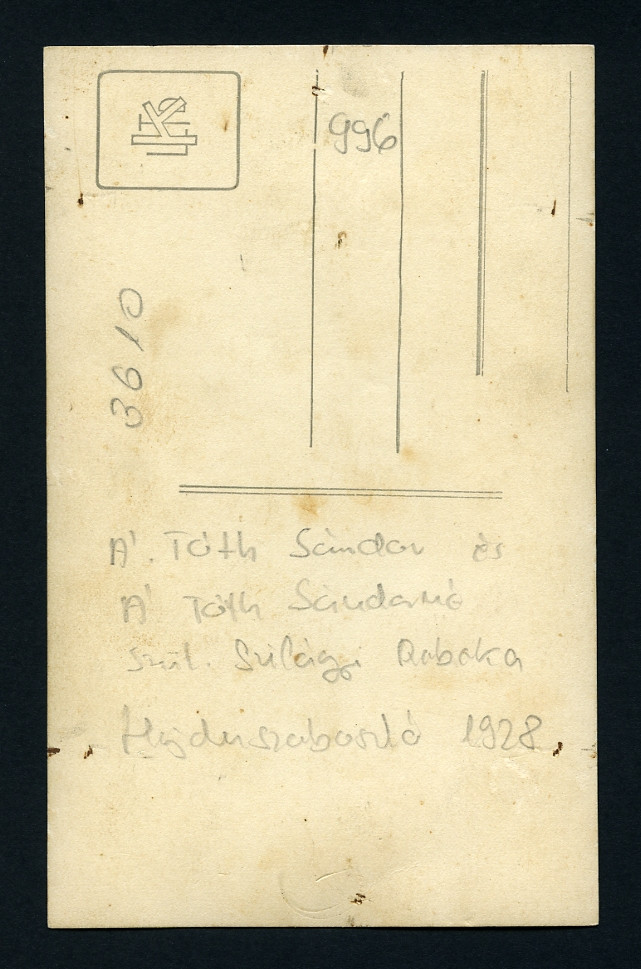 996
3610
A'. Tóth Sándor és
A' Tóth Sándorné
szül. Szilágyi Rebeka
Hajduszoboszló 1928